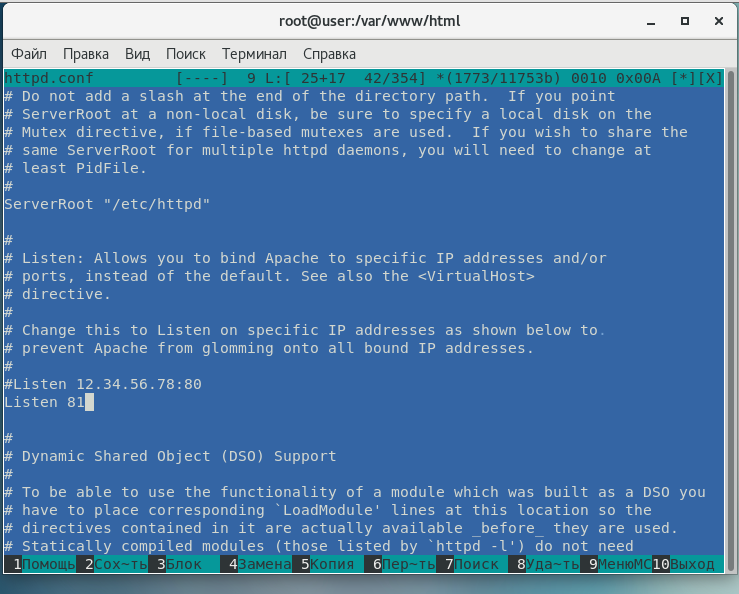 root@user:/var/www/html
Файл Правка Вид Поиск Терминал Справка
httpd.conf [----] 9 L:[ 25+17 42/354] *(1773/11753b) 0010 0x00A [*][X]
# Do not add a slash at the end of the directory path. If you point
# ServerRoot at a non-local disk, be sure to specify a local disk on the
# Mutex directive, if file-based mutexes are used. If you wish to share the
# same ServerRoot for multiple httpd daemons, you will need to change at
# least PidFile.
#
ServerRoot "/etc/httpd"
#
# Listen: Allows you to bind Apache to specific IP addresses and/or
# ports, instead of the default. See also the <VirtualHost>
# directive.
#
# Change this to Listen on specific IP addresses as shown below to.
# prevent Apache from glomming onto all bound IP addresses.
#
#Listen 12.34.56.78:80
Listen 81
#
# Dynamic Shared Object (DSO) Support
#
# To be able to use the functionality of a module which was built as a DSO you
# have to place corresponding `LoadModule' lines at this location so the
# directives contained in it are actually available _before_ they are used.
# Statically compiled modules (those listed by `httpd -l') do not need
1Помощь 2Сох~ть 3Блок 4Замена 5Копия 6Пер~ть 7Поиск 8Уда~ть 9МенюMC 10Выход